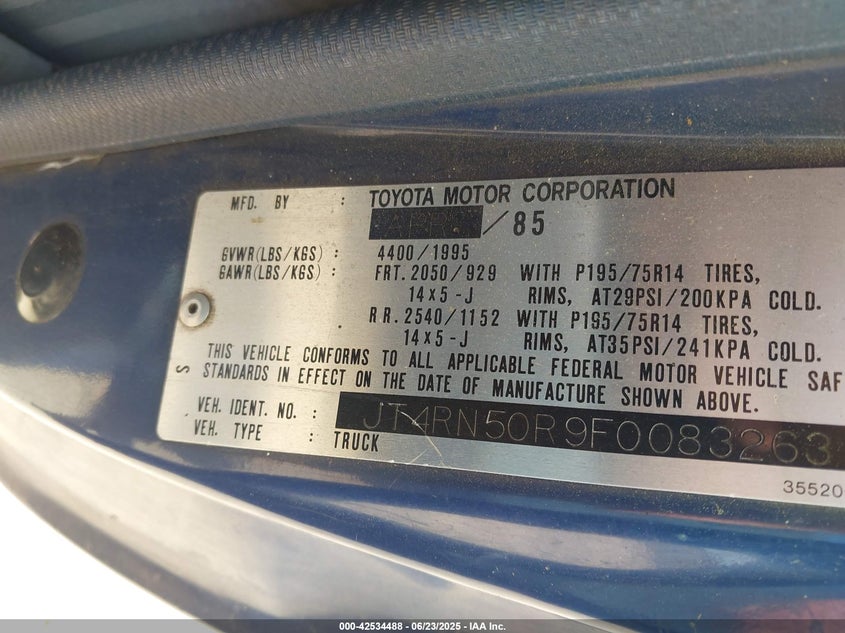 MFD. BY : TOYOTA MOTOR CORPORATION
APR. /85
GVWR(LBS/KGS) : 4400/1995
GAWR(LBS/KGS) : FRT. 2050/929 WITH P195/75R14 TIRES,
14x5-J RIMS, AT29PSI/200KPA COLD.
RR. 2540/1152 WITH P195/75R14 TIRES,
14x5-J RIMS, AT35PSI/241KPA COLD.
THIS VEHICLE CONFORMS TO ALL APPLICABLE FEDERAL MOTOR VEHICLE SAF
S STANDARDS IN EFFECT ON THE DATE OF MANUFACTURE SHOWN ABOVE.
VEH. IDENT. NO. : JT4RN50R9F0083263
VEH. TYPE : TRUCK
35520
000-42534488 - 06/23/2025 - IAA Inc.